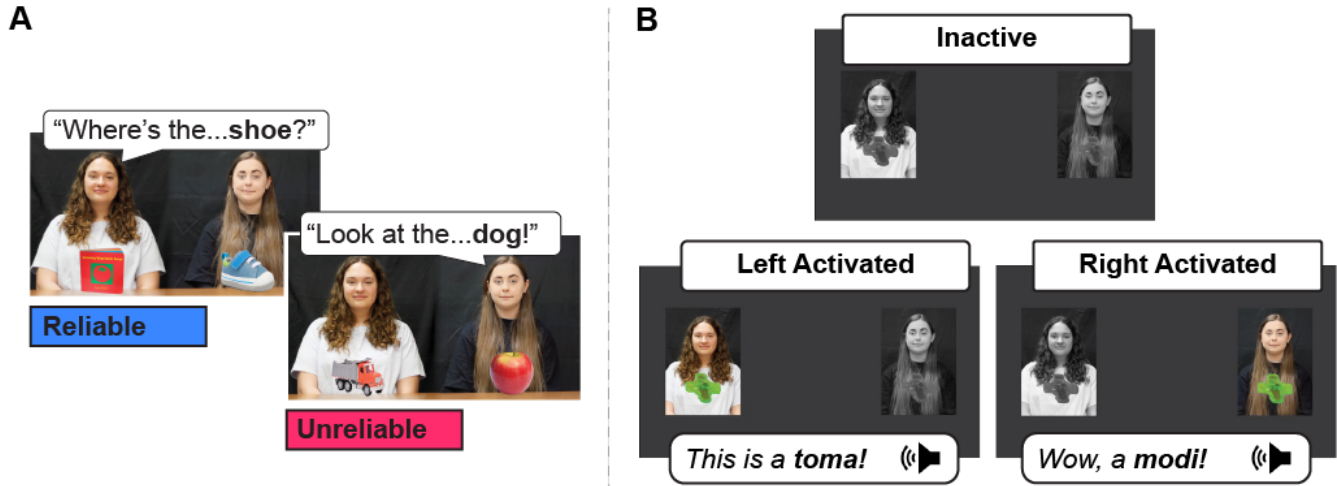 A
"Where's the...shoe?"
"Look at the...dog!"
Reliable
Unreliable
B
Inactive
Left Activated
Right Activated
This is a toma!
Wow, a modi!